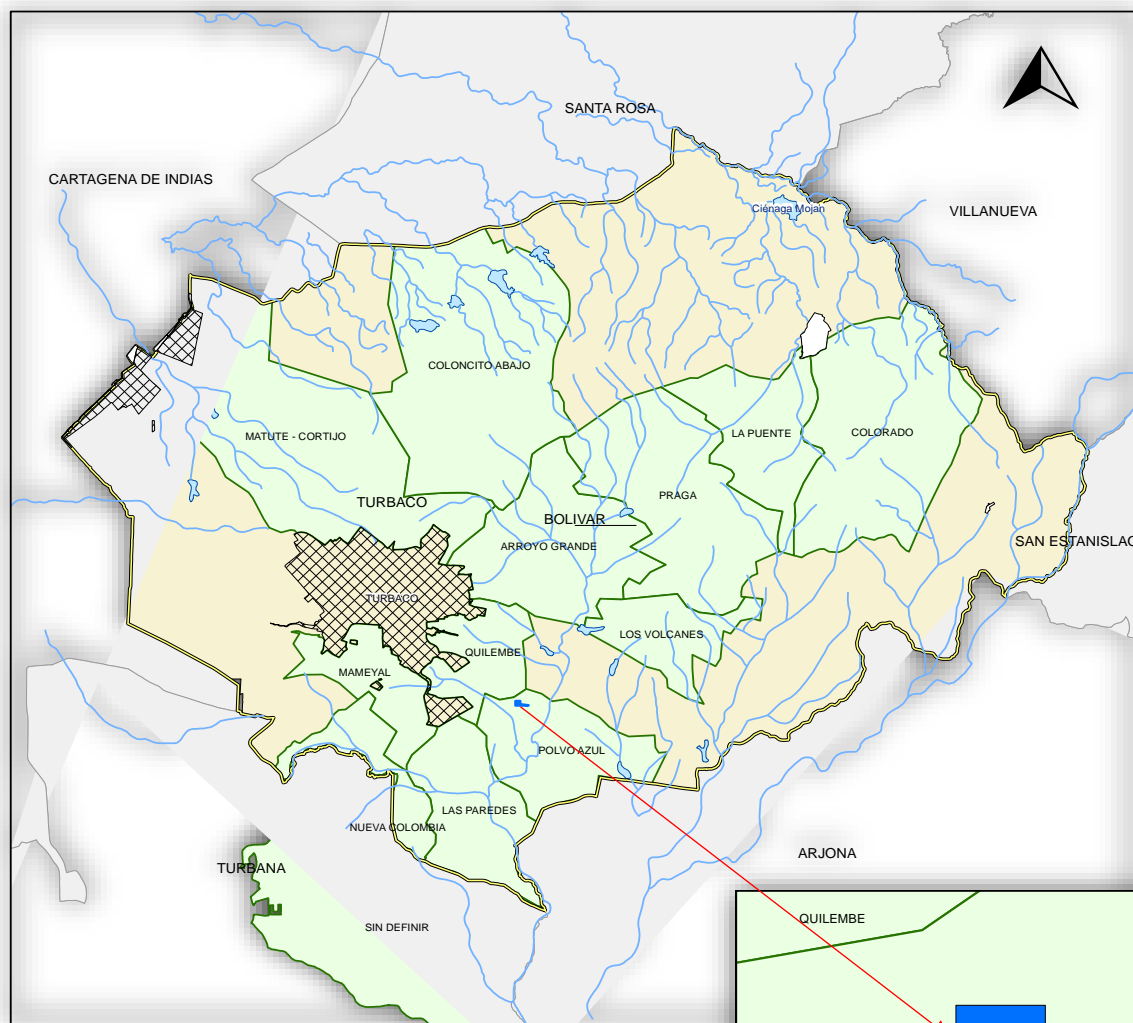 SANTA ROSA
CARTAGENA DE INDIAS
Ciénaga Mojan
VILLANUEVA
COLONCITO ABAJO
MATUTE - CORTIJO
LA PUENTE
COLORADO
PRAGA
TURBACO
BOLIVAR
ARROYO GRANDE
SAN ESTANISLAO
TURBACO
LOS VOLCANES
QUILEMBE
MAMEYAL
POLVO AZUL
LAS PAREDES
NUEVA COLOMBIA
ARJONA
TURBANA
E
SIN DEFINIR
QUILEMBE